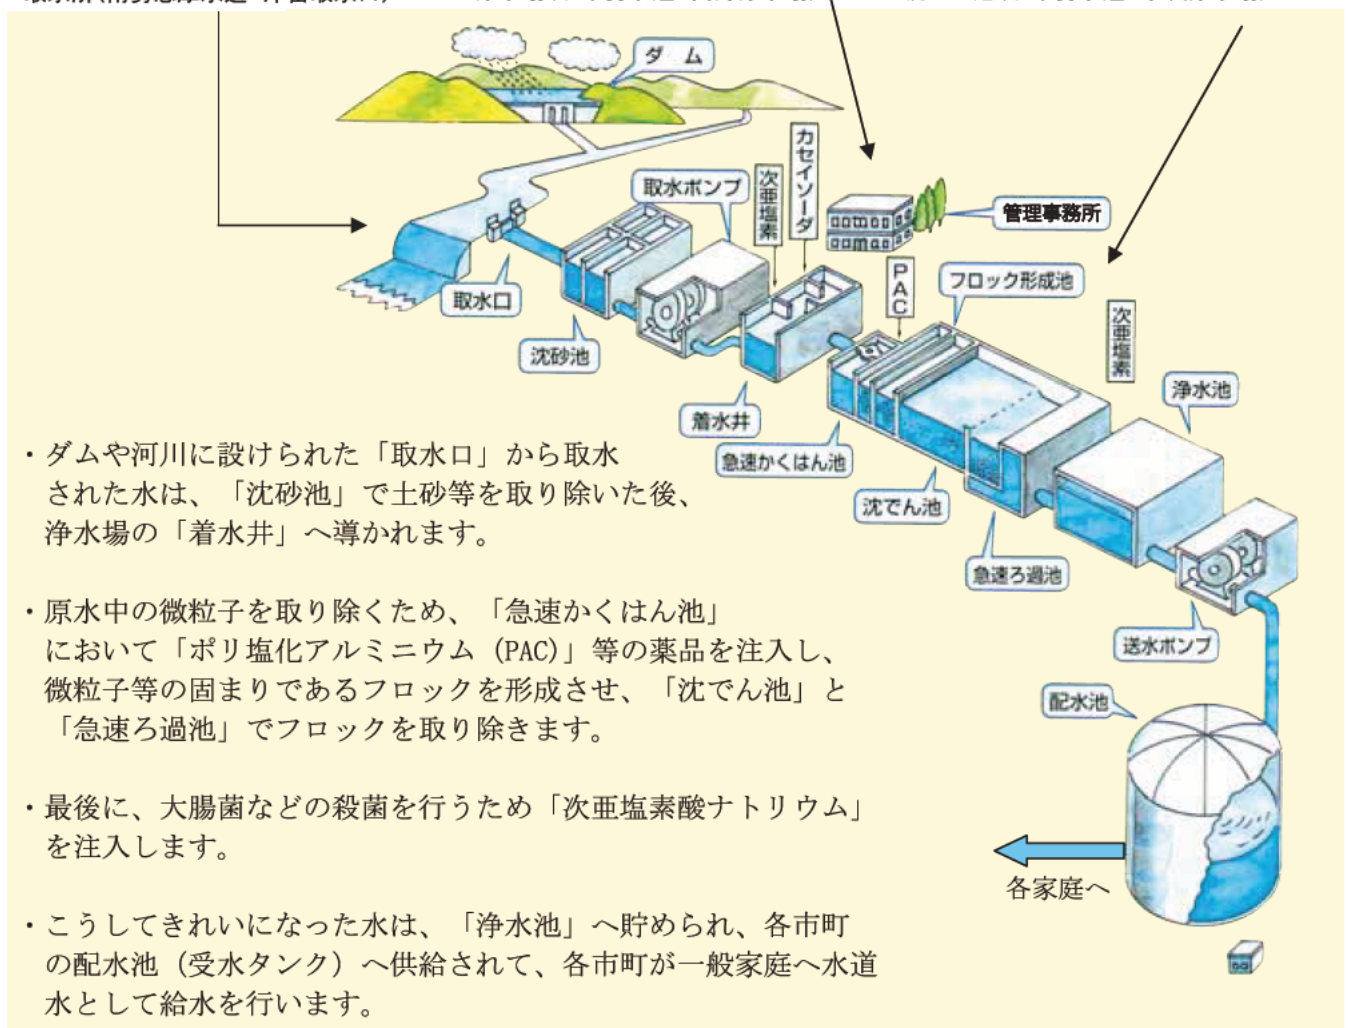 ダム
カセイソーダ
次亜塩素
取水ポンプ
管理事務所
PAC
フロック形成池
取水口
次亜塩素
沈砂池
浄水池
着水井
急速かくはん池
沈でん池
急速ろ過池
送水ポンプ
配水池
各家庭へ
・ダムや河川に設けられた「取水口」から取水
された水は、「沈砂池」で土砂等を取り除いた後、
浄水場の「着水井」へ導かれます。
・原水中の微粒子を取り除くため、「急速かくはん池」
において「ポリ塩化アルミニウム（PAC)」等の薬品を注入し、
微粒子等の固まりであるフロックを形成させ、「沈でん池」と
「急速ろ過池」でフロックを取り除きます。
・最後に、大腸菌などの殺菌を行うため「次亜塩素酸ナトリウム」
を注入します。
・こうしてきれいになった水は、「浄水池」へ貯められ、各市町
の配水池（受水タンク）へ供給されて、各市町が一般家庭へ水道
水として給水を行います。